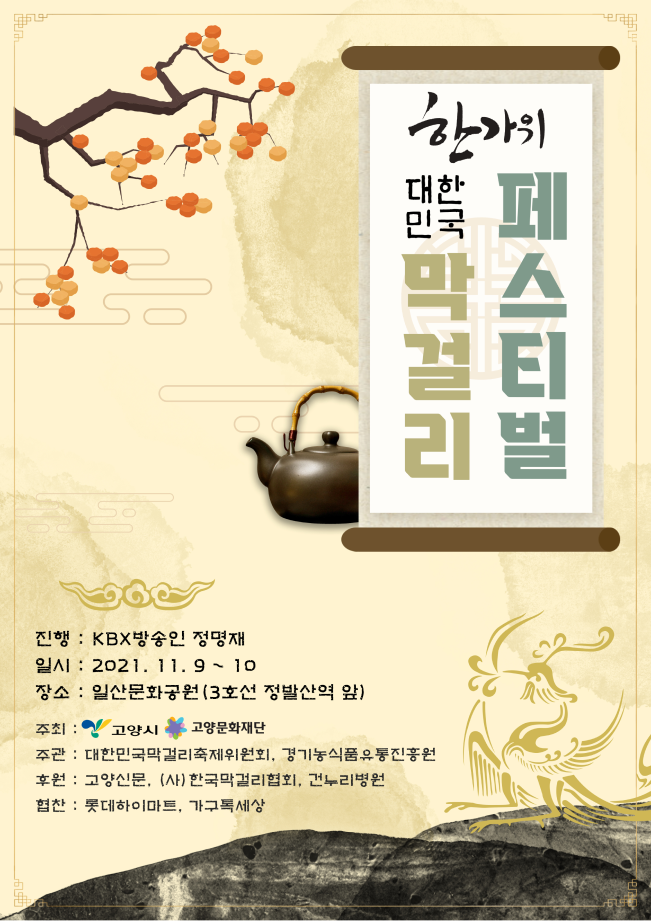 한가위
대한
민국
막걸리
페스티벌
진행 : KBX방송인 정명재
일시 : 2021. 11. 9 ~ 10
장소 : 일산문화공원(3호선 정발산역 앞)
주최 : 고양시 고양문화재단
주관 : 대한민국막걸리축제위원회, 경기농식품유통진흥원
후원 : 고양신문, (사)한국막걸리협회, 건누리병원
협찬 : 롯데하이마트, 가구톡세상